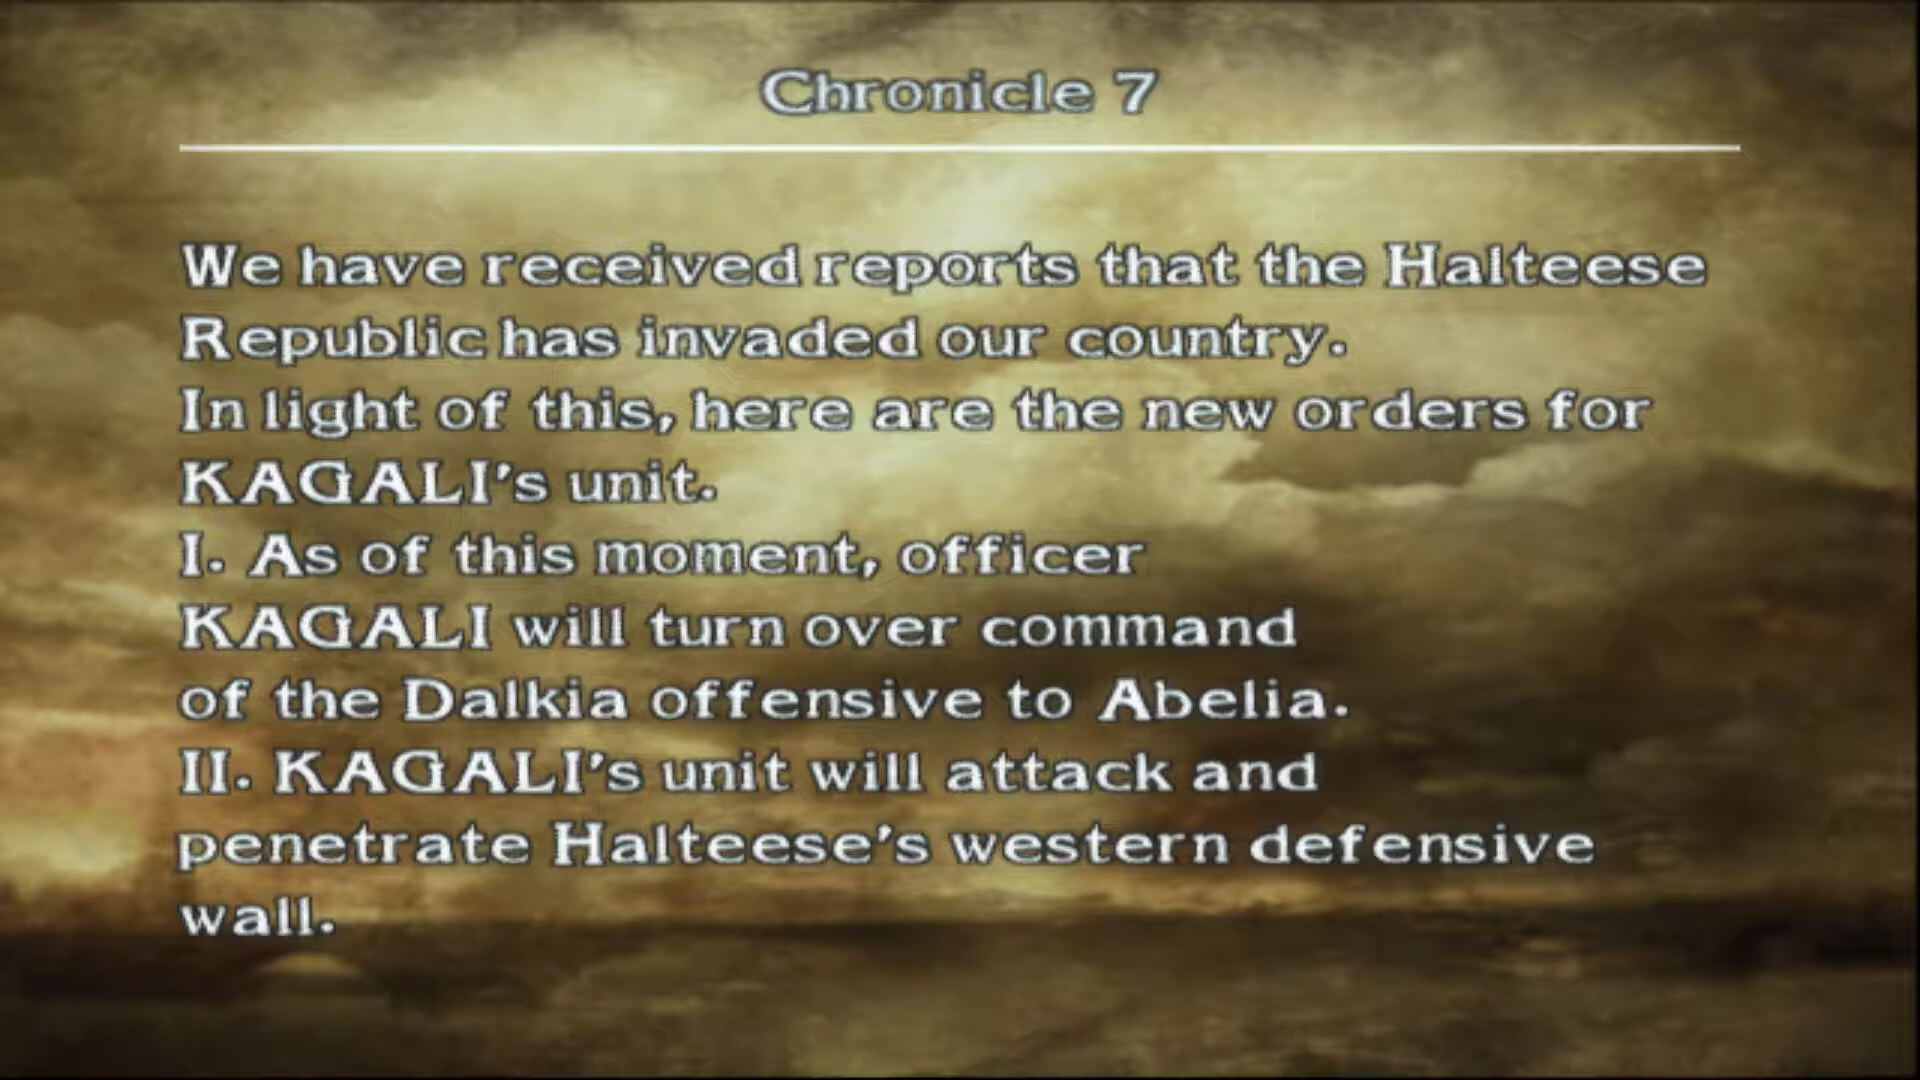 Chronicle 7
We have received reports that the Halteese
Republic has invaded our country.
In light of this, here are the new orders for
KAGALI's unit.
I. As of this moment, officer
KAGALI will turn over command
of the Dalkia offensive to Abelia.
II. KAGALI's unit will attack and
penetrate Halteese's western defensive
wall.